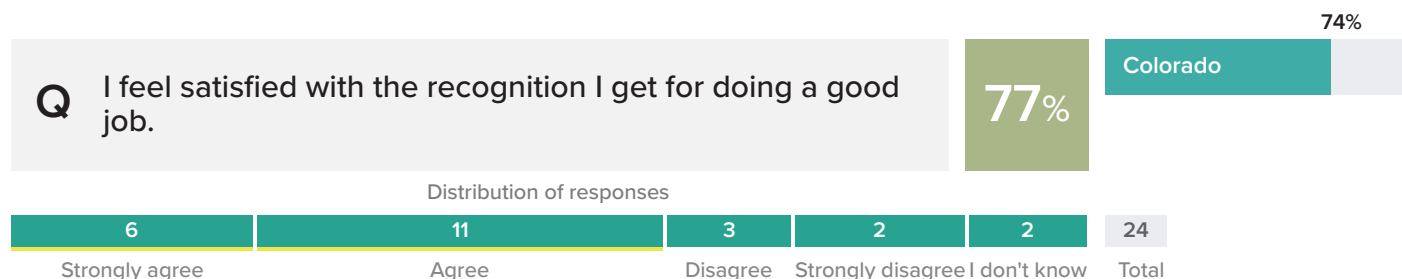 74%
Q
I feel satisfied with the recognition I get for doing a good
job.
77%
Colorado
Distribution of responses
6 11 3 2 2 24
Strongly agree Agree Disagree Strongly disagree I don't know Total